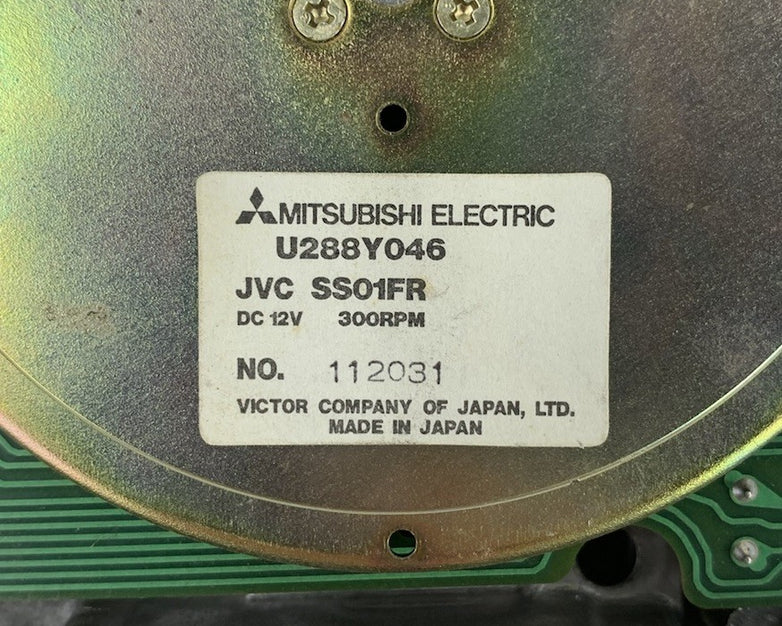 MITSUBISHI ELECTRIC
U288Y046
JVC SS01FR
DC 12V 300RPM
NO. 112031
VICTOR COMPANY OF JAPAN, LTD.
MADE IN JAPAN